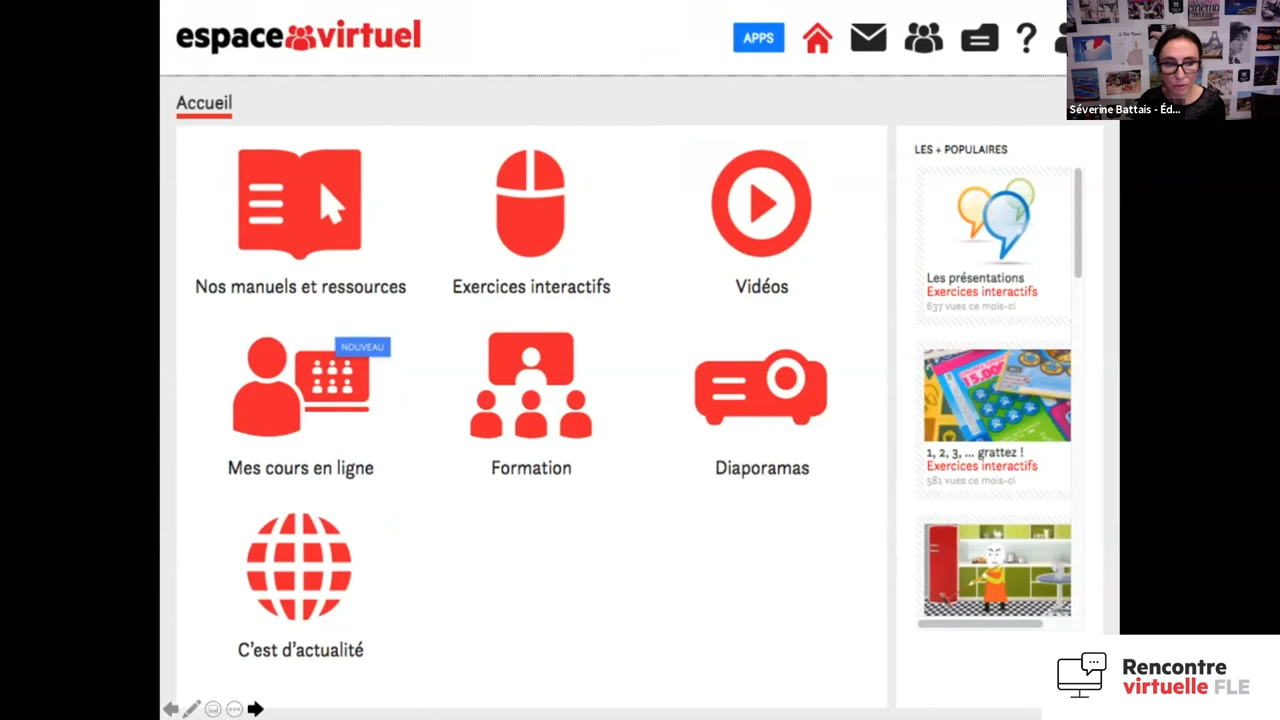 espace virtuel
APPS
?
Séverine Battais - Éd...
Accueil
Nos manuels et ressources
Exercices interactifs
Vidéos
NOUVEAU
Mes cours en ligne
Formation
Diaporamas
C'est d'actualité
LES + POPULAIRES
Les présentations
Exercices interactifs
637 vues ce mois-ci
15.00
1, 2, 3, ... grattez !
Exercices interactifs
581 vues ce mois-ci
Rencontre
virtuelle FLE